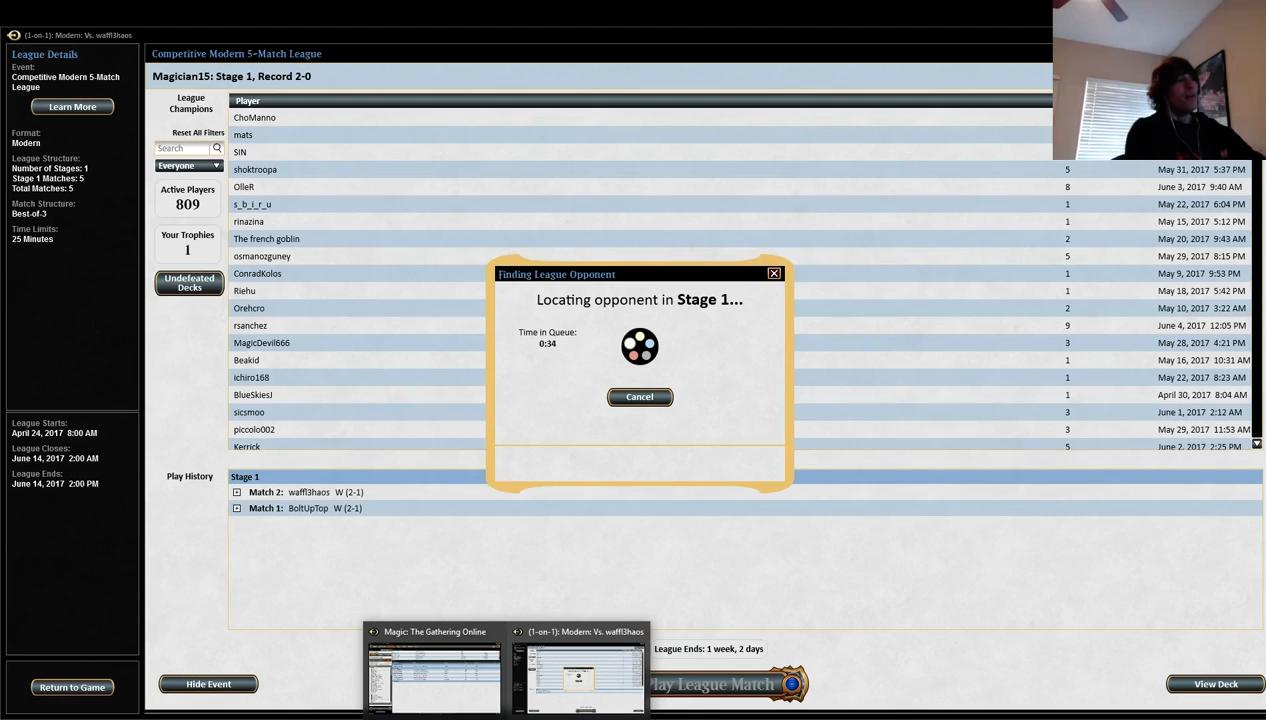 (1-on-1): Modern: Vs. waffl3haos
League Details
Event:
Competitive Modern 5-Match
League
Learn More
Format:
Modern
League Structure:
Number of Stages: 1
Stage 1 Matches: 5
Total Matches: 5
Match Structure:
Best-of-3
Time Limits:
25 Minutes
League Starts:
April 24, 2017 8:00 AM
League Closes:
June 14, 2017 2:00 AM
League Ends:
June 14, 2017 2:00 PM
Return to Game
Competitive Modern 5-Match League
Magician15: Stage 1, Record 2-0
League
Champions
Reset All Filters
Search
Everyone
Active Players
809
Your Trophies
1
Undefeated
Decks
Player
ChoManno
mats
SIN
shoktroopa 5 May 31, 2017 5:37 PM
OlleR 8 June 3, 2017 9:40 AM
s_b_i_r_u 1 May 22, 2017 6:04 PM
rinazina 1 May 15, 2017 5:12 PM
The french goblin 2 May 20, 2017 9:43 AM
osmanozguney 5 May 29, 2017 8:15 PM
ConradKolos 1 May 9, 2017 9:53 PM
Riehu 1 May 18, 2017 5:42 PM
Orehcro 2 May 10, 2017 3:22 AM
rsanchez 9 June 4, 2017 12:05 PM
MagicDevil666 3 May 28, 2017 4:21 PM
Beakid 1 May 16, 2017 10:31 AM
ichiro168 1 May 22, 2017 8:23 AM
BlueSkiesJ 1 April 30, 2017 8:04 AM
sicsmoo 3 June 1, 2017 2:12 AM
piccolo002 3 May 29, 2017 11:53 AM
Kerrick 5 June 2, 2017 2:25 PM
Finding League Opponent
Locating opponent in Stage 1...
Time in Queue:
0:34
Cancel
Play History
Stage 1
Match 2: waffl3haos W (2-1)
Match 1: BoltUpTop W (2-1)
Magic: The Gathering Online
(1-on-1): Modern: Vs. waffl3haos
League Ends: 1 week, 2 days
Hide Event
Play League Match
View Deck